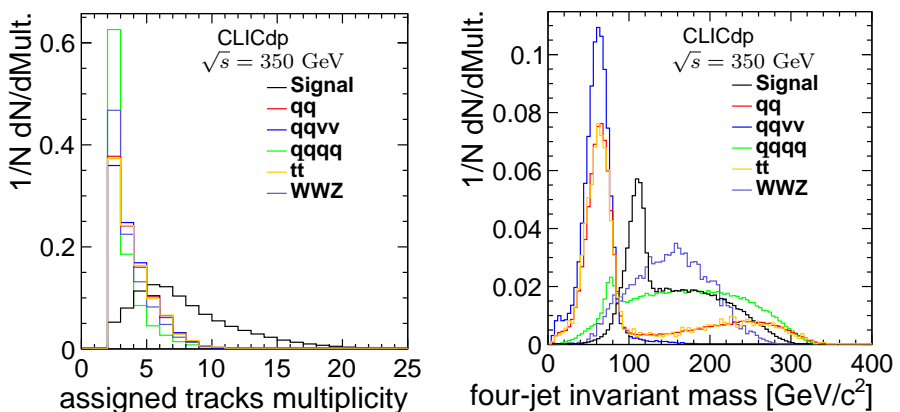 1/N dN/dMult.
0.6
0.4
0.2
0
CLICdp
√s = 350 GeV
Signal
qq
qqvv
qqqq
tt
WWZ
0 5 10 15 20 25
assigned tracks multiplicity
1/N dN/dMult.
0.1
0.08
0.06
0.04
0.02
0
CLICdp
√s = 350 GeV
Signal
qq
qqvv
qqqq
tt
WWZ
0 100 200 300 400
four-jet invariant mass [GeV/c²]